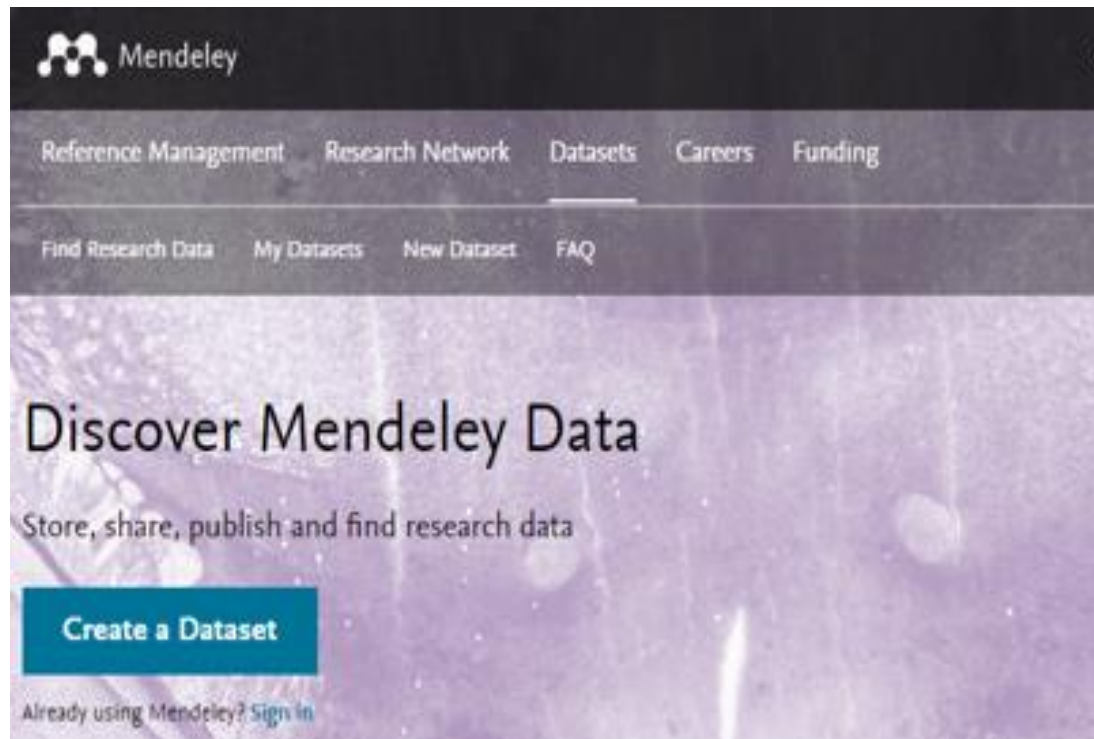 Mendeley
Reference Management Research Network Datasets Careers Funding
Find Research Data My Datasets New Dataset FAQ
Discover Mendeley Data
Store, share, publish and find research data
Create a Dataset
Already using Mendeley? Sign in